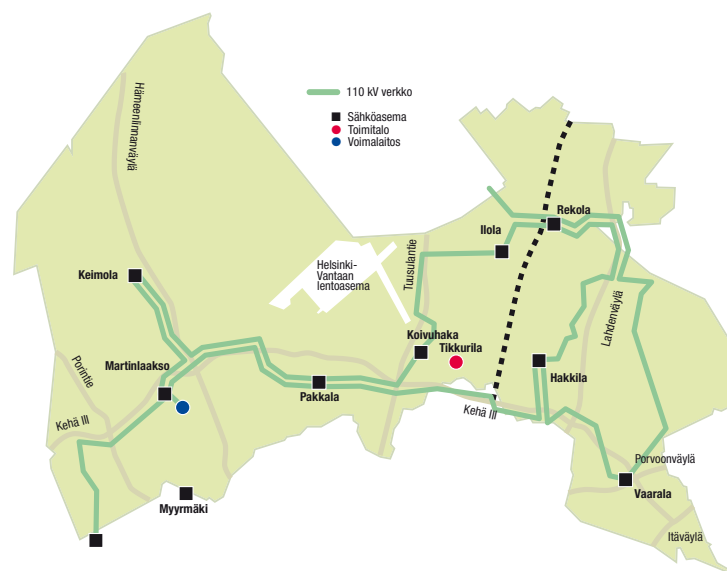 110 kV verkko
Sähköasema
Toimitalo
Voimalaitos
Hämeenlinnanväylä
Rekola
Ilola
Keimola
Helsinki-
Vantaan
lentoasema
Tuusulantie
Lahdenväylä
Koivuhaka
Tikkurila
Porintie
Martinlaakso
Hakkila
Pakkala
Kehä III
Kehä III
Porvoonväylä
Vaarala
Myyrmäki
Itäväylä